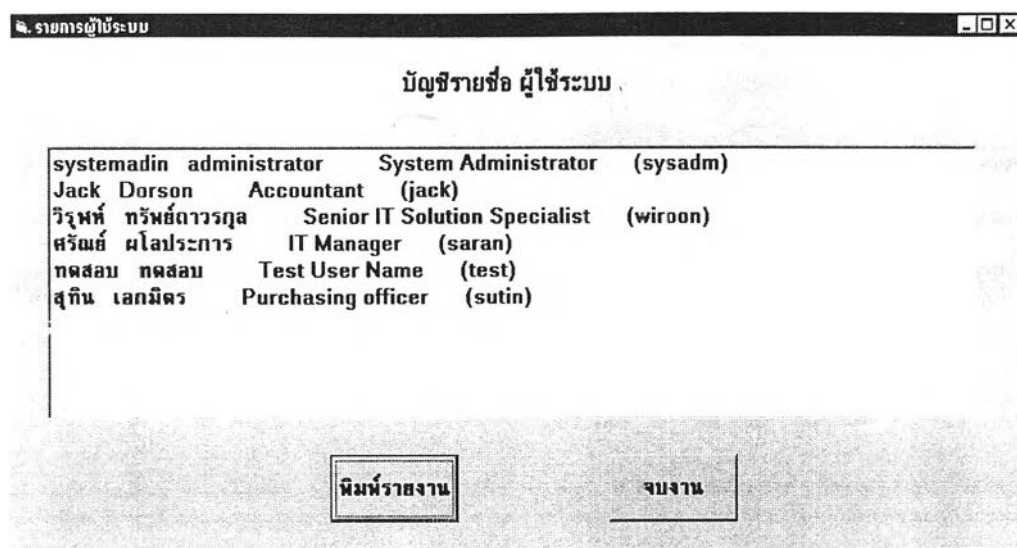 รายการผู้ใช้ระบบ
บัญชีรายชื่อ ผู้ใช้ระบบ
systemadin administrator System Administrator (sysadm)
Jack Dorson Accountant (jack)
วิรุฬห์ ทรัพย์ถาวรกุล Senior IT Solution Specialist (wiroon)
ศรัณย์ ผโลประการ IT Manager (saran)
ทดสอบ ทดสอบ Test User Name (test)
สุทิน เอกมิตร Purchasing officer (sutin)
พิมพ์รายงาน จบงาน